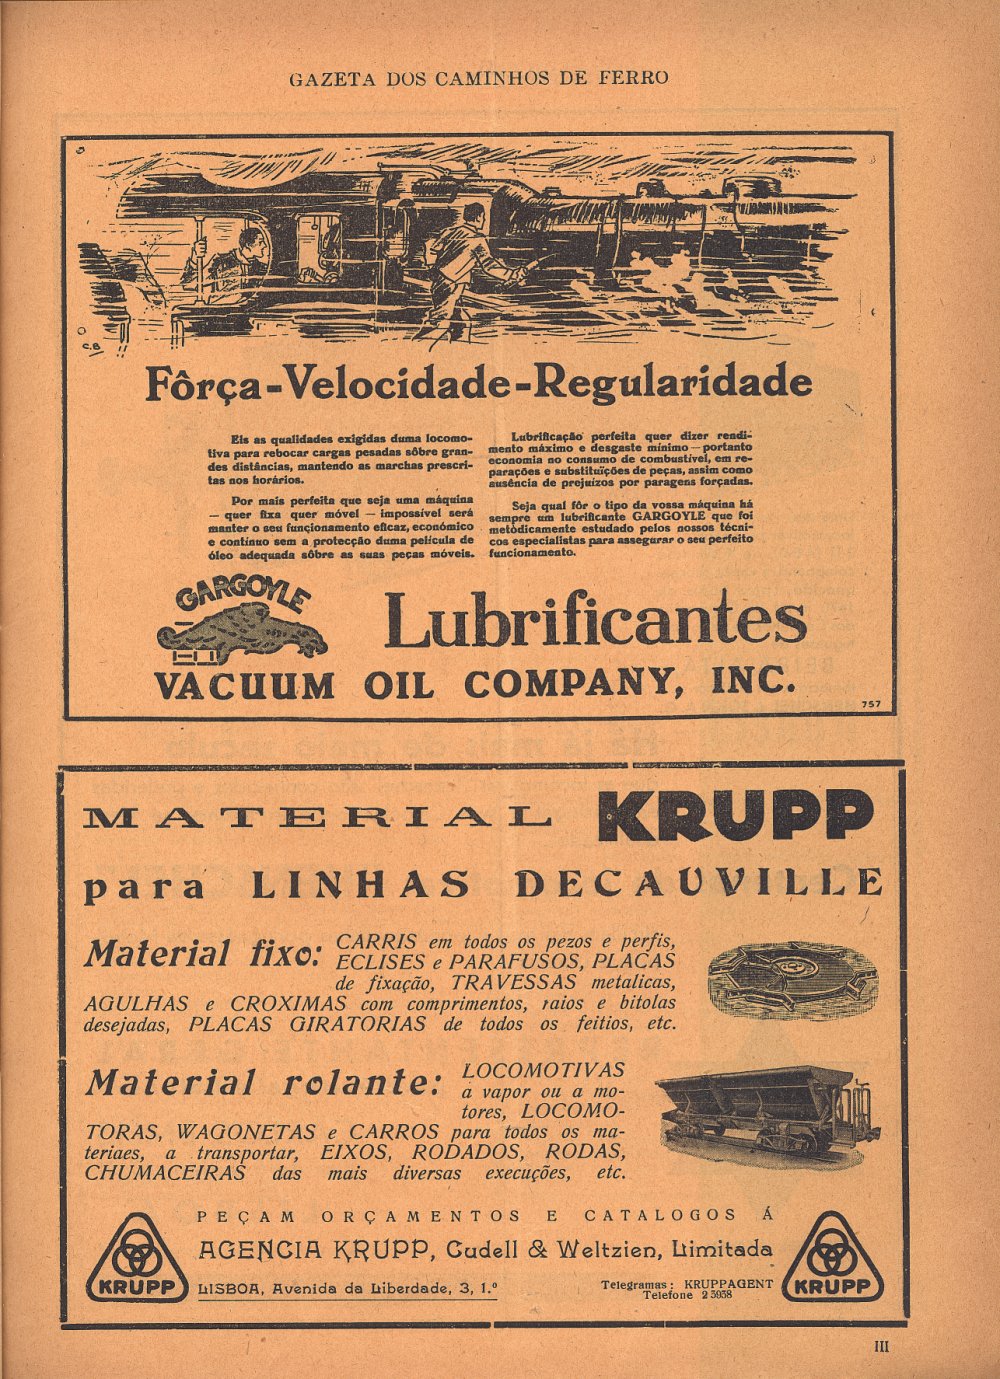 GAZETA DOS CAMINHOS DE FERRO
C.B
Fôrça-Velocidade-Regularidade
Eis as qualidades exigidas duma locomo-
tiva para rebocar cargas pesadas sôbre gran-
des distâncias, mantendo as marchas prescri-
tas nos horários.
Por mais perfeita que seja uma máquina
— quer fixa quer móvel — impossível será
manter o seu funcionamento eficaz, económico
e contínuo sem a protecção duma película de
óleo adequada sôbre as suas peças móveis.
Lubrificação perfeita quer dizer rendi-
mento máximo e desgaste mínimo — portanto
economia no consumo de combustível, em re-
parações e substituïções de peças, assim como
ausência de prejuízos por paragens forçadas.
Seja qual fôr o tipo da vossa máquina há
sempre um lubrificante GARGOYLE que foi
metòdicamente estudado pelos nossos técni-
cos especialistas para assegurar o seu perfeito
funcionamento.
GARGOYLE
Lubrificantes
VACUUM OIL COMPANY, INC.
757
MATERIAL KRUPP
para LINHAS DECAUVILLE
Material fixo: CARRIS em todos os pezos e perfis,
ECLISES e PARAFUSOS, PLACAS
de fixação, TRAVESSAS metalicas,
AGULHAS e CROXIMAS com comprimentos, raios e bitolas
desejadas, PLACAS GIRATORIAS de todos os feitios, etc.
Material rolante: LOCOMOTIVAS
a vapor ou a mo-
tores, LOCOMO-
TORAS, WAGONETAS e CARROS para todos os ma-
teriaes, a transportar, EIXOS, RODADOS, RODAS,
CHUMACEIRAS das mais diversas execuções, etc.
PEÇAM ORÇAMENTOS E CATALOGOS Á
AGENCIA KRUPP, Cudell & Weltzien, Limitada
LISBOA, Avenida da Liberdade, 3, 1.º
Telegramas: KRUPPAGENT
Telefone 2 3938
KRUPP
KRUPP
III